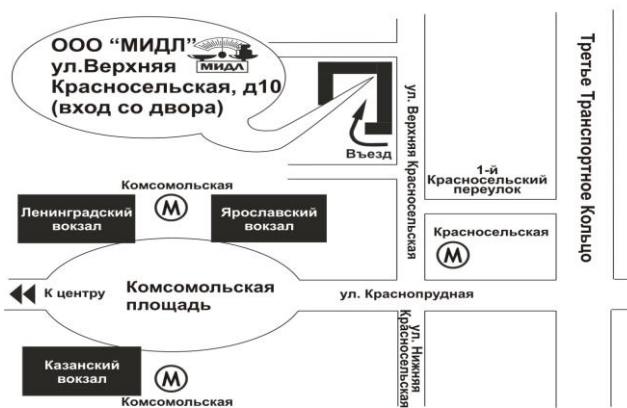 ООО “МИДЛ”
МИДЛ
ул.Верхняя
Красносельская, д10
(вход со двора)
Въезд
ул. Верхняя Красносельская
Третье Транспортное Кольцо
1-й
Красносельский
переулок
Комсомольская
М
Ленинградский
вокзал
Ярославский
вокзал
Красносельская
М
К центру
Комсомольская
площадь
ул. Краснопрудная
ул. Нижняя
Красносельская
Казанский
вокзал
М
Комсомольская